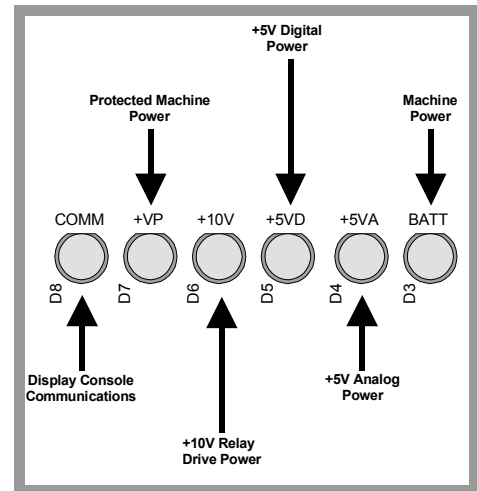 +5V Digital
Power
Protected Machine
Power
Machine
Power
COMM +VP +10V +5VD +5VA BATT
D8 D7 D6 D5 D4 D3
Display Console
Communications
+5V Analog
Power
+10V Relay
Drive Power